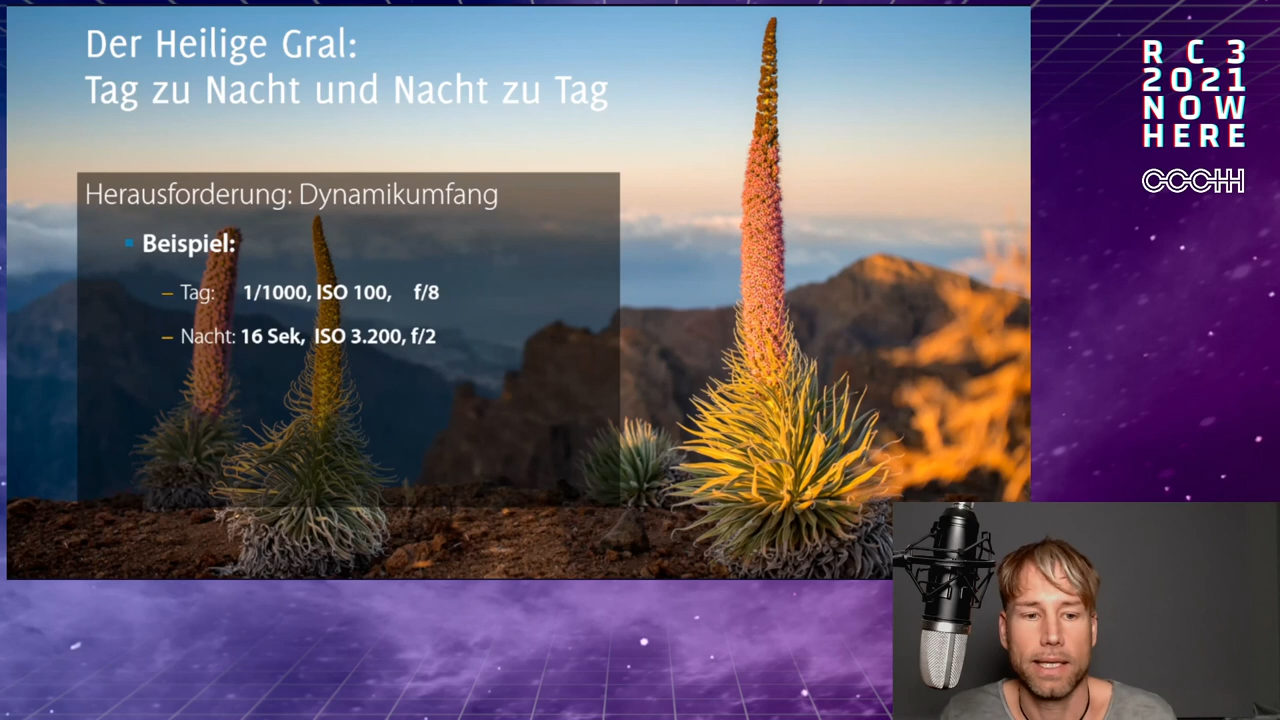 Der Heilige Gral:
Tag zu Nacht und Nacht zu Tag
Herausforderung: Dynamikumfang
Beispiel:
– Tag: 1/1000, ISO 100, f/8
– Nacht: 16 Sek, ISO 3.200, f/2
RC3
2021
NOW
HERE
CCCHH